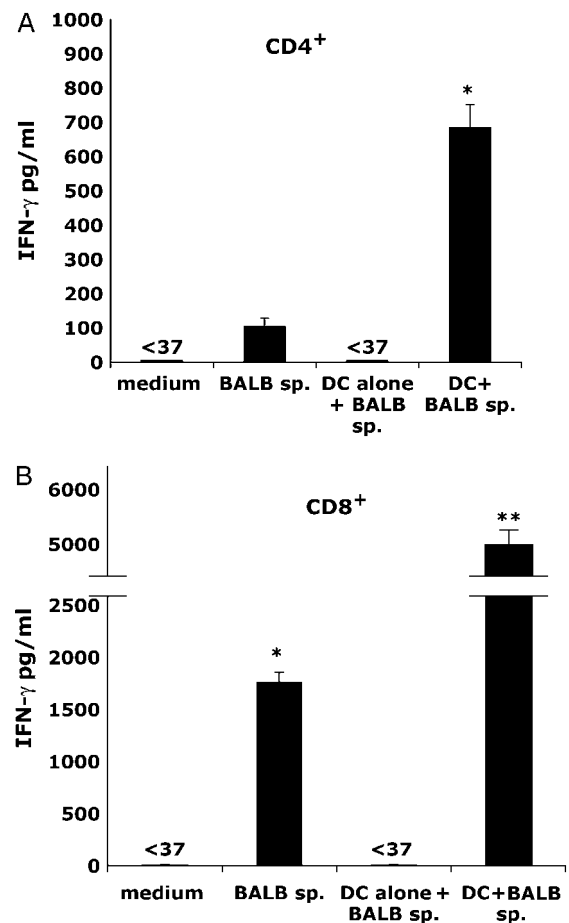 A
CD4+
IFN-γ pg/ml
1000
900
800
700
600
500
400
300
200
100
0
<37
<37
*
medium
BALB sp.
DC alone
+ BALB
sp.
DC+
BALB sp.
B
CD8+
IFN-γ pg/ml
6000
5000
2500
2000
1500
1000
500
0
<37
*
<37
**
medium
BALB sp.
DC alone +
BALB sp.
DC+BALB
sp.